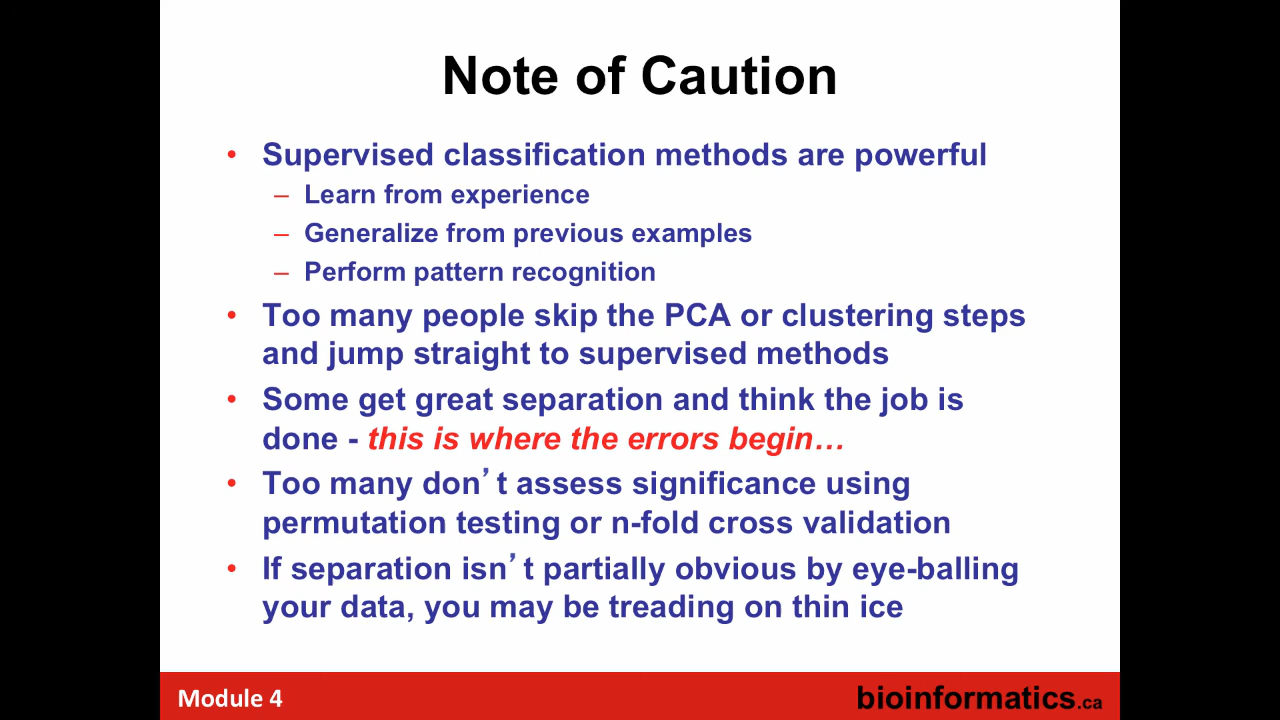 Note of Caution
• Supervised classification methods are powerful
– Learn from experience
– Generalize from previous examples
– Perform pattern recognition
• Too many people skip the PCA or clustering steps
and jump straight to supervised methods
• Some get great separation and think the job is
done - this is where the errors begin…
• Too many don’t assess significance using
permutation testing or n-fold cross validation
• If separation isn’t partially obvious by eye-balling
your data, you may be treading on thin ice
Module 4
bioinformatics.ca